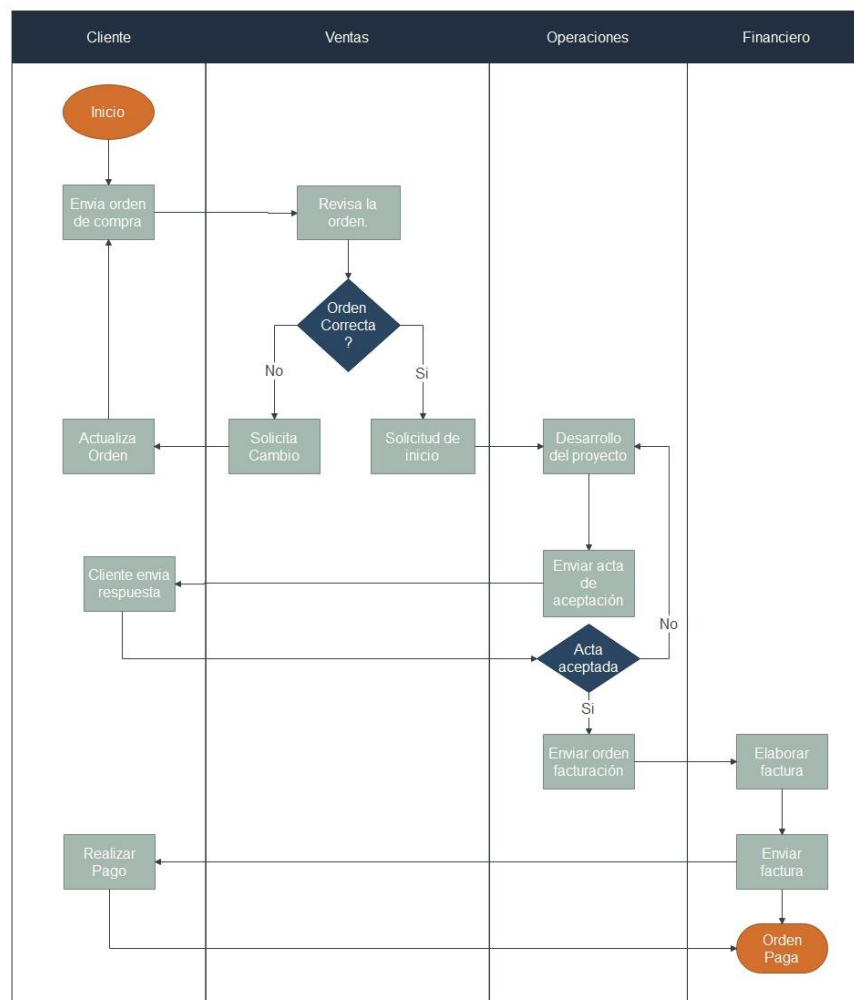 Cliente
Ventas
Operaciones
Financiero
Inicio
Envia orden
de compra
Revisa la
orden.
Orden
Correcta
?
No
Si
Actualiza
Orden
Solicita
Cambio
Solicitud de
inicio
Desarrollo
del proyecto
Cliente envia
respuesta
Enviar acta
de
aceptación
No
Acta
aceptada
Si
Enviar orden
facturación
Elaborar
factura
Realizar
Pago
Enviar
factura
Orden
Paga